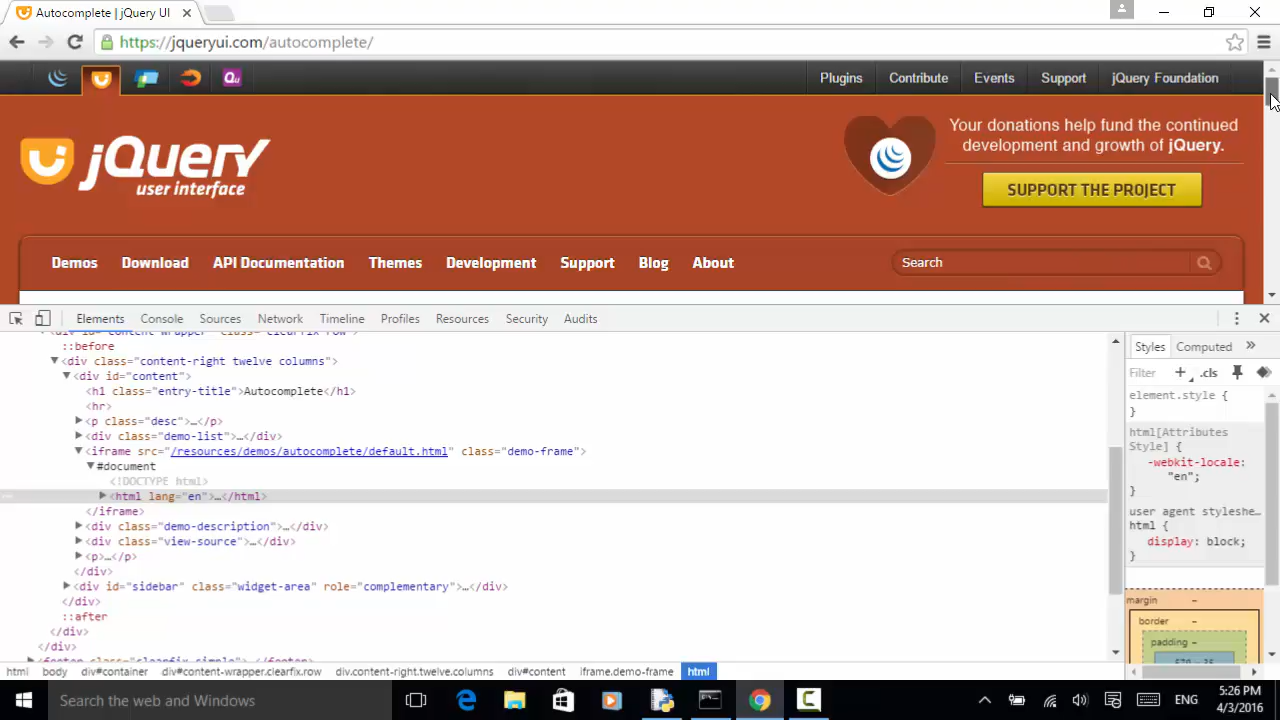 Autocomplete | jQuery UI
https://jqueryui.com/autocomplete/
Qu
Plugins Contribute Events Support jQuery Foundation
jQuery
user interface
Your donations help fund the continued
development and growth of jQuery.
SUPPORT THE PROJECT
Demos Download API Documentation Themes Development Support Blog About
Search
Elements Console Sources Network Timeline Profiles Resources Security Audits
::before
<div class="content-right twelve columns">
<div id="content">
<h1 class="entry-title">Autocomplete</h1>
<hr>
<p class="desc">…</p>
<div class="demo-list">…</div>
<iframe src="/resources/demos/autocomplete/default.html" class="demo-frame">
#document
<!DOCTYPE html>
<html lang="en">…</html>
</iframe>
<div class="demo-description">…</div>
<div class="view-source">…</div>
<p>…</p>
</div>
<div id="sidebar" class="widget-area" role="complementary">…</div>
</div>
::after
</div>
</div>
<footer class="clearfix simple">…</footer>
html body div#container div#content-wrapper.clearfix.row div.content-right.twelve.columns div#content iframe.demo-frame html
Styles Computed »
Filter + .cls
element.style {
}
html[Attributes
Style] {
-webkit-locale:
"en";
}
user agent styleshe…
html {
display: block;
}
margin –
border –
padding –
Search the web and Windows
ENG
5:26 PM
4/3/2016